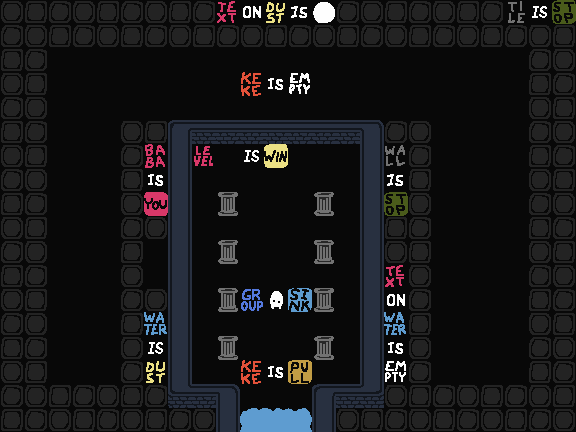 TEXT ON DUST IS
TILE IS STOP
KEKE IS EMPTY
BABA IS YOU
LEVEL IS WIN
WALL IS STOP
GROUP SINK
TEXT ON WATER IS EMPTY
WATER IS DUST
KEKE IS PULL